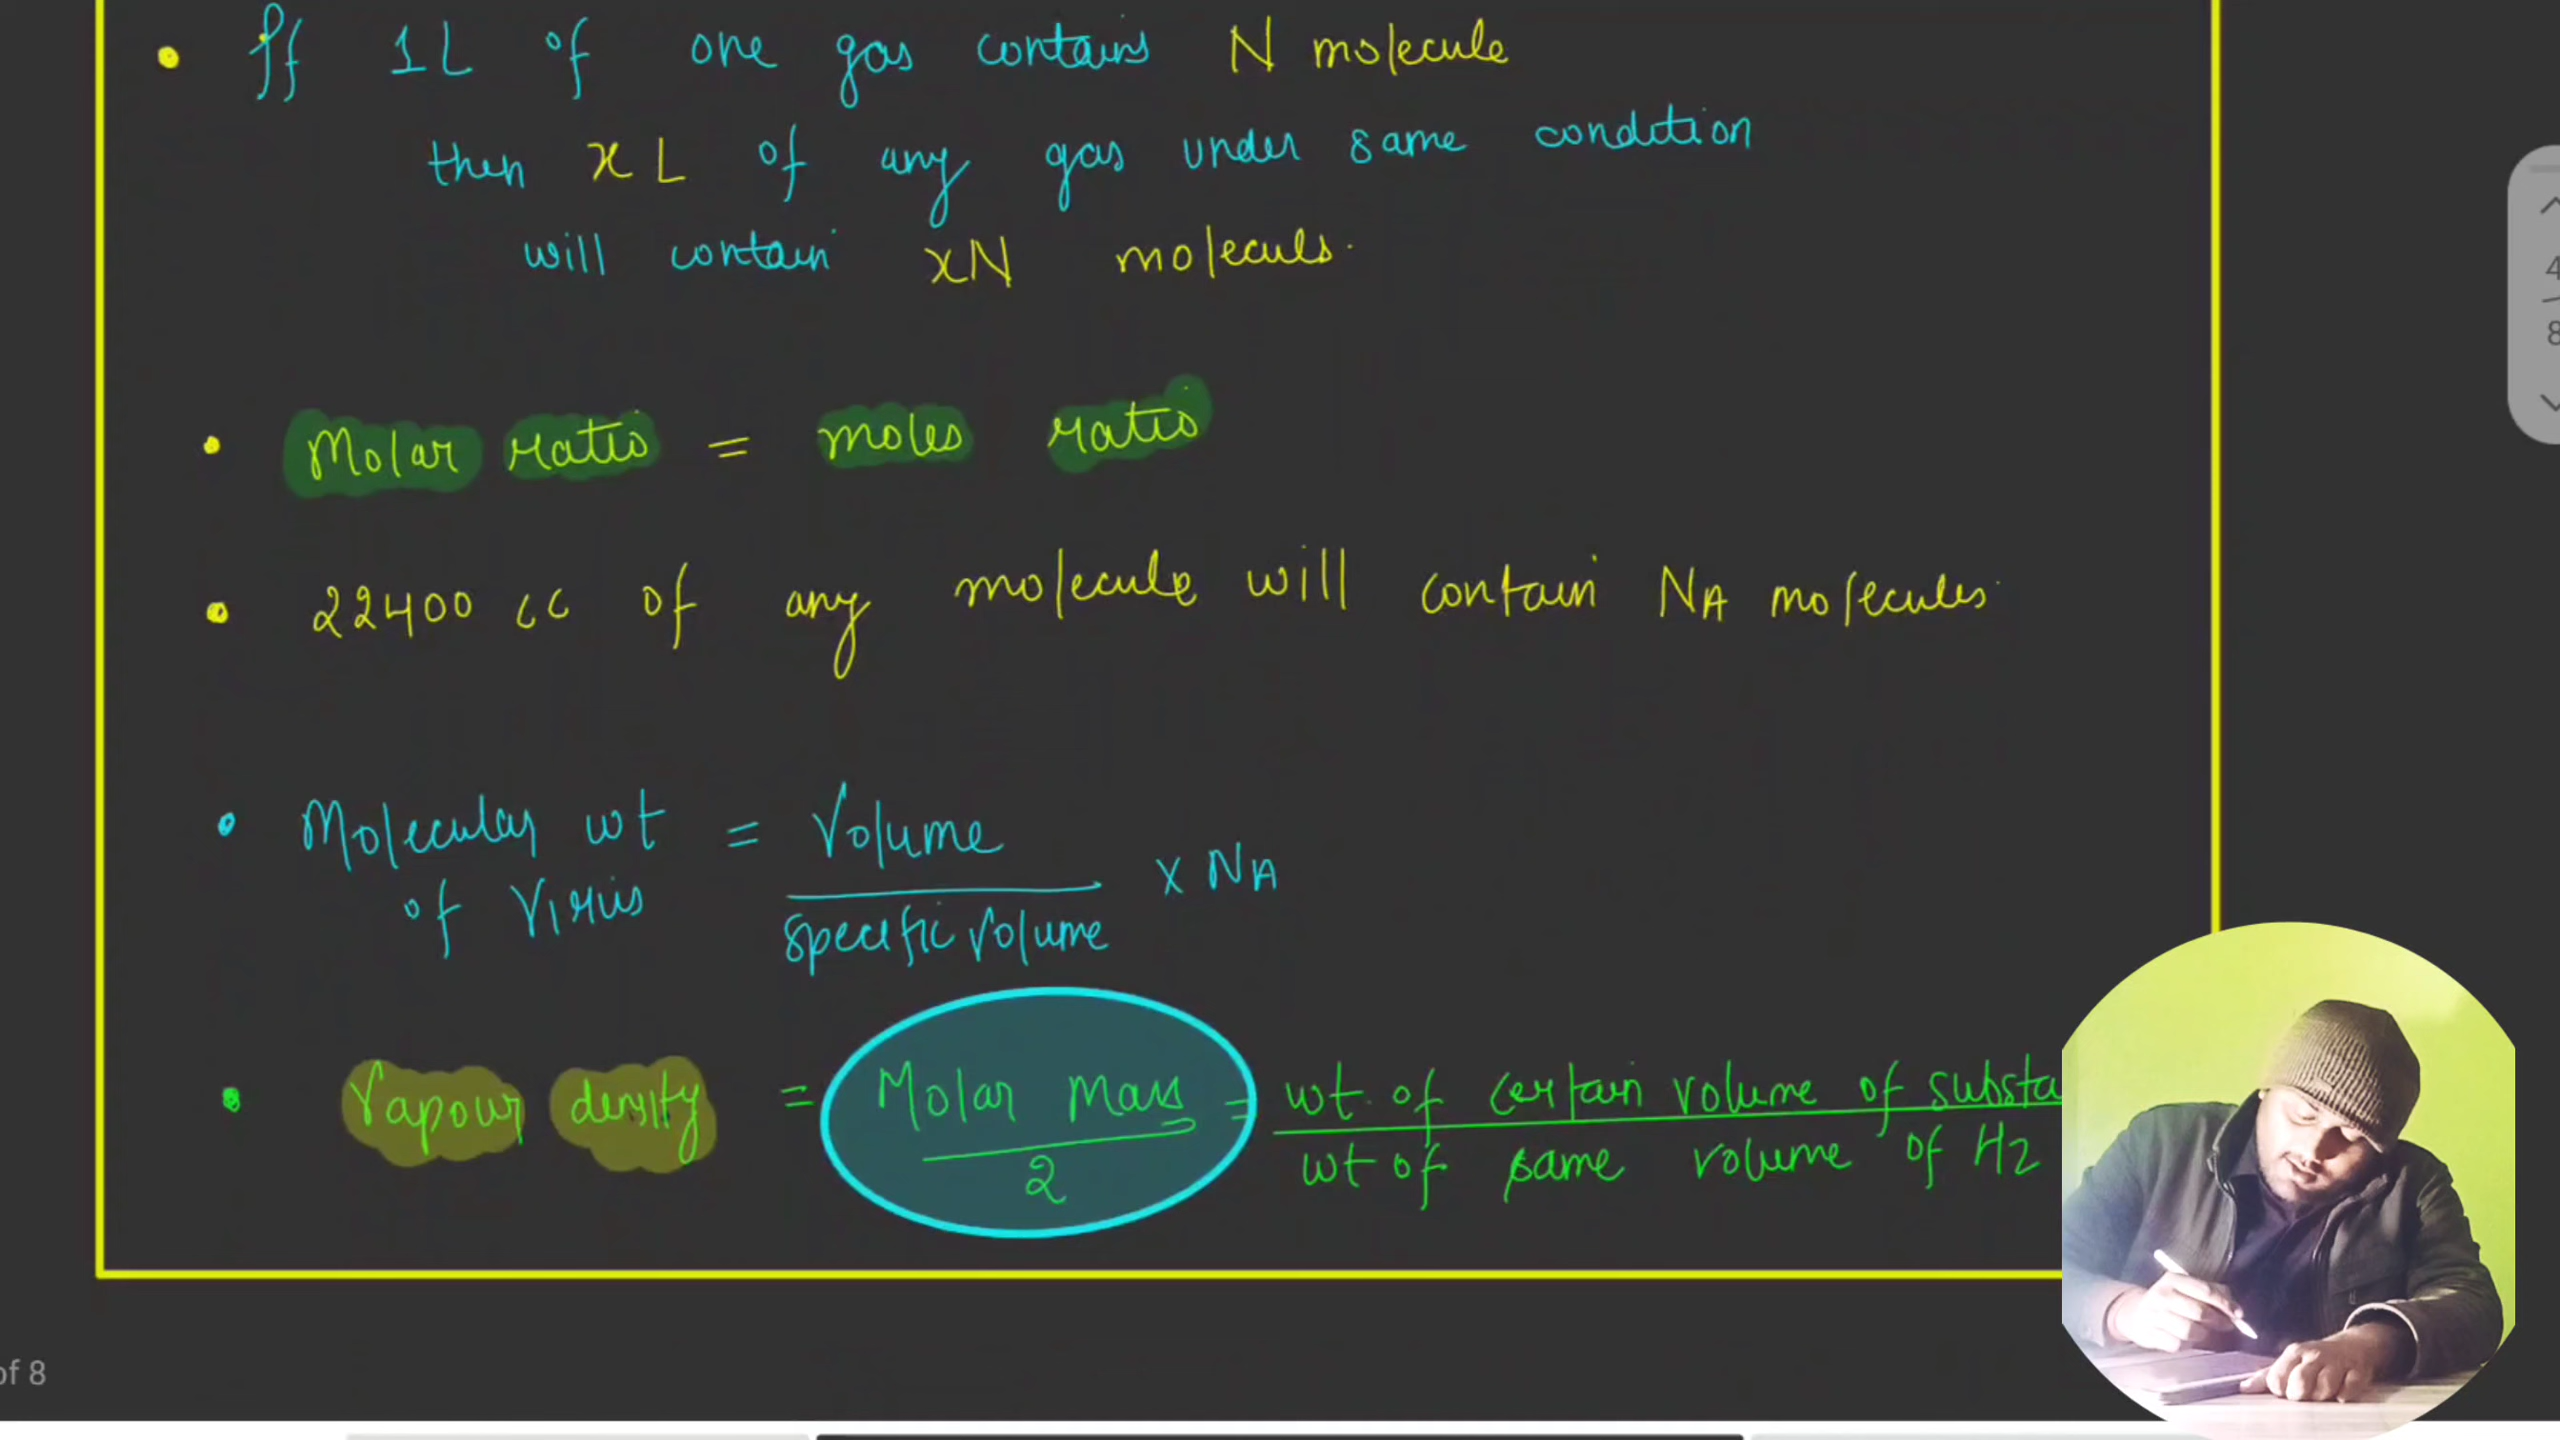 • If 1L of one gas contains N molecule
then x L of any gas under same condition
will contain xN moleculs.
• Molar ratio = moles ratio
• 22400 cc of any molecule will contain NA molecules.
• Molecular wt of Virus = Volume / specific volume x NA
• Vapour density = Molar Mass / 2 = wt. of certain volume of substa / wt of same volume of H2
4
8
of 8